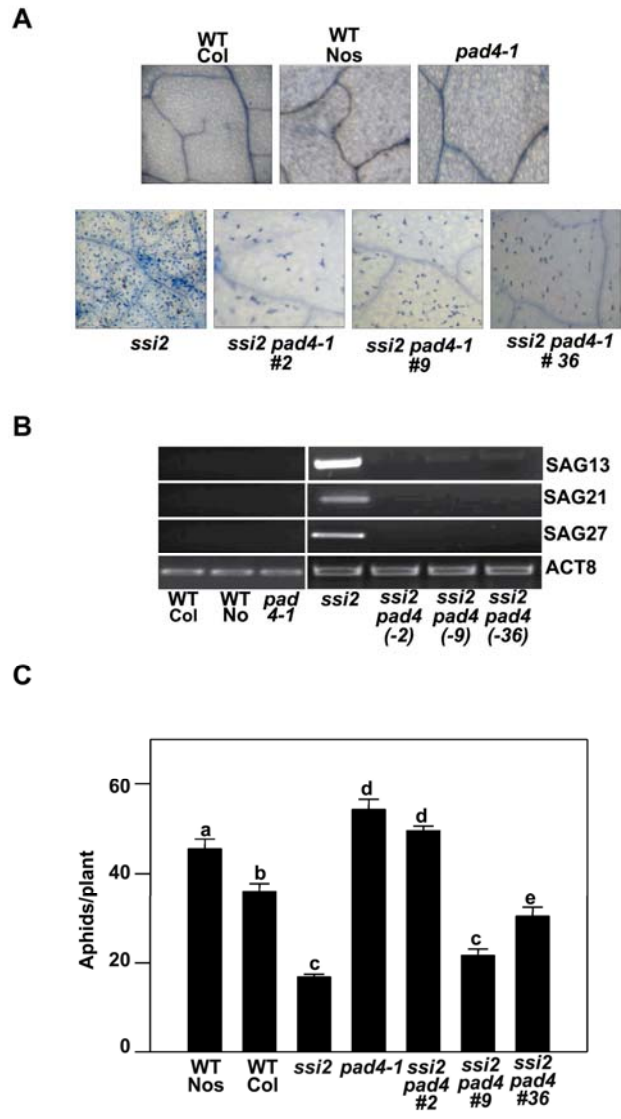 A
WT
Col
WT
Nos
pad4-1
ssi2
ssi2 pad4-1
#2
ssi2 pad4-1
#9
ssi2 pad4-1
# 36
B
SAG13
SAG21
SAG27
ACT8
WT
Col
WT
No
pad
4-1
ssi2
ssi2
pad4
(-2)
ssi2
pad4
(-9)
ssi2
pad4
(-36)
C
Aphids/plant
60
40
20
0
a
b
c
d
d
c
e
WT
Nos
WT
Col
ssi2
pad4-1
ssi2
pad4
#2
ssi2
pad4
#9
ssi2
pad4
#36